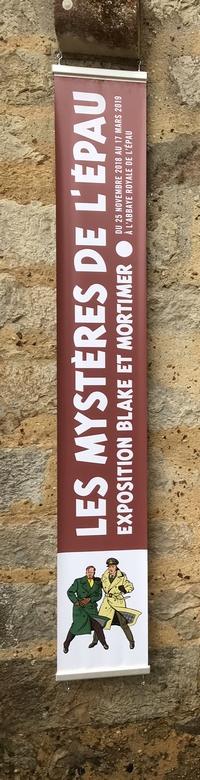 LES MYSTÈRES DE L'ÉPAU
EXPOSITION BLAKE ET MORTIMER
DU 25 NOVEMBRE 2018 AU 17 MARS 2019
À L'ABBAYE ROYALE DE L'ÉPAU